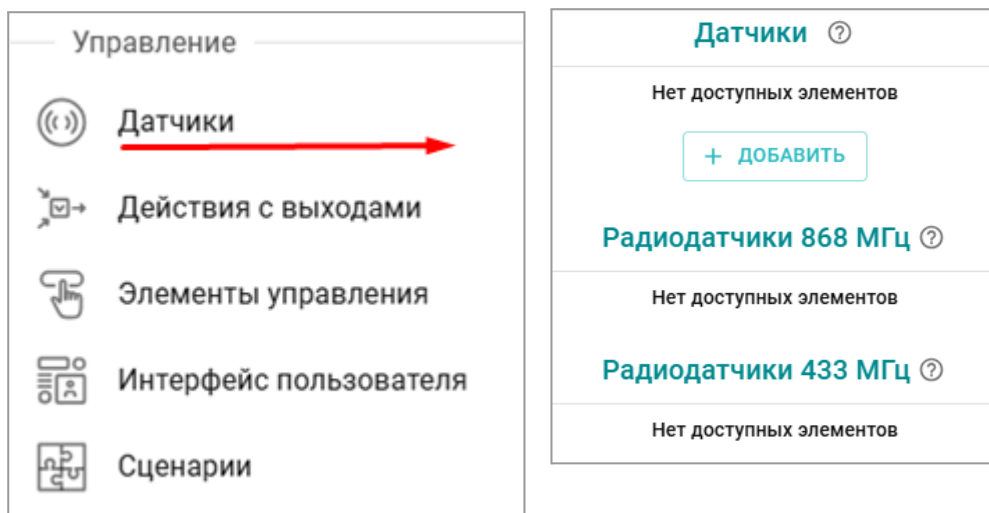 Управление
Датчики
Действия с выходами
Элементы управления
Интерфейс пользователя
Сценарии
Датчики
Нет доступных элементов
+ ДОБАВИТЬ
Радиодатчики 868 МГц
Нет доступных элементов
Радиодатчики 433 МГц
Нет доступных элементов